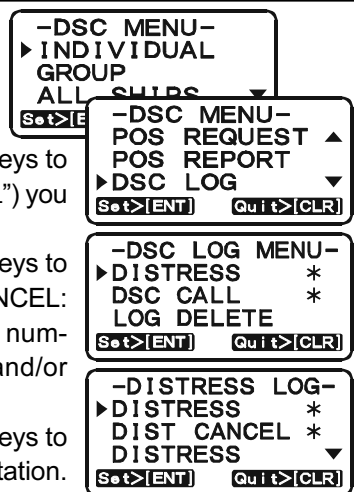 -DSC MENU-
▶INDIVIDUAL
GROUP
ALL SHIPS ▼
Set>[E
-DSC MENU-
POS REQUEST ▲
POS REPORT
▶DSC LOG ▼
Set>[ENT] Quit>[CLR]
eys to
") you
-DSC LOG MENU-
▶DISTRESS *
DSC CALL *
LOG DELETE
Set>[ENT] Quit>[CLR]
eys to
NCEL:
num-
and/or
-DISTRESS LOG-
▶DISTRESS *
DIST CANCEL *
DISTRESS ▼
Set>[ENT] Quit>[CLR]
eys to
tation.